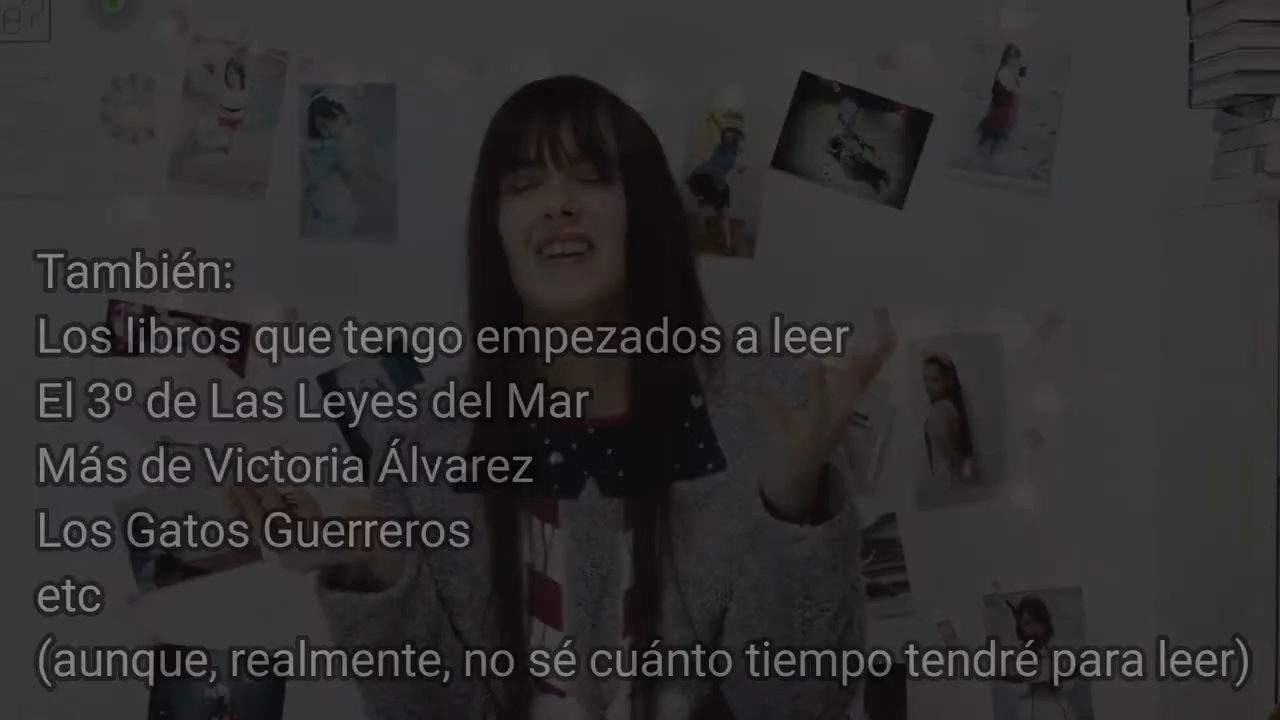 e?
También:
Los libros que tengo empezados a leer
El 3º de Las Leyes del Mar
Más de Victoria Álvarez
Los Gatos Guerreros
etc
(aunque, realmente, no sé cuánto tiempo tendré para leer)